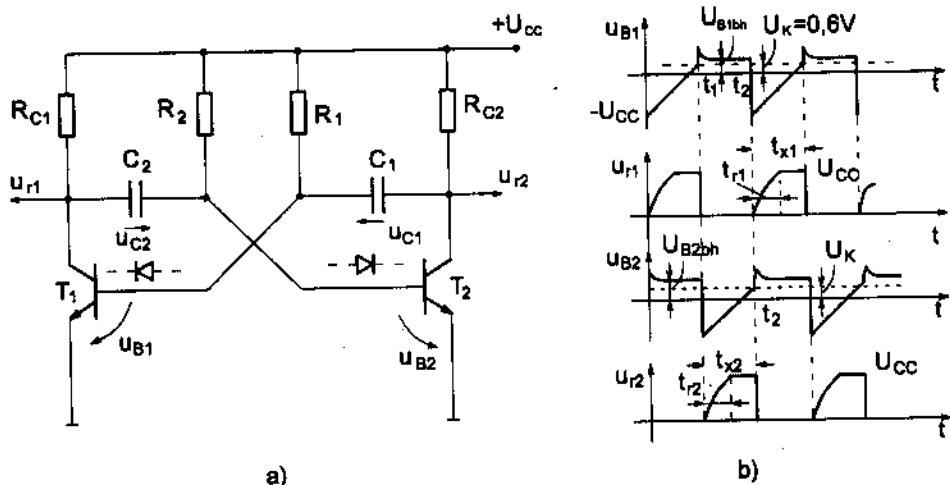 +Ucc
RC1
R2
R1
RC2
C2
C1
ur1
ur2
uC2
uC1
T1
T2
uB1
uB2
a)
uB1
UB1bh
UK=0,6V
t1
t2
t
-Ucc
tx1
ur1
tr1
UCC
t
uB2
UB2bh
UK
t2
t
tx2
ur2
tr2
UCC
t
b)